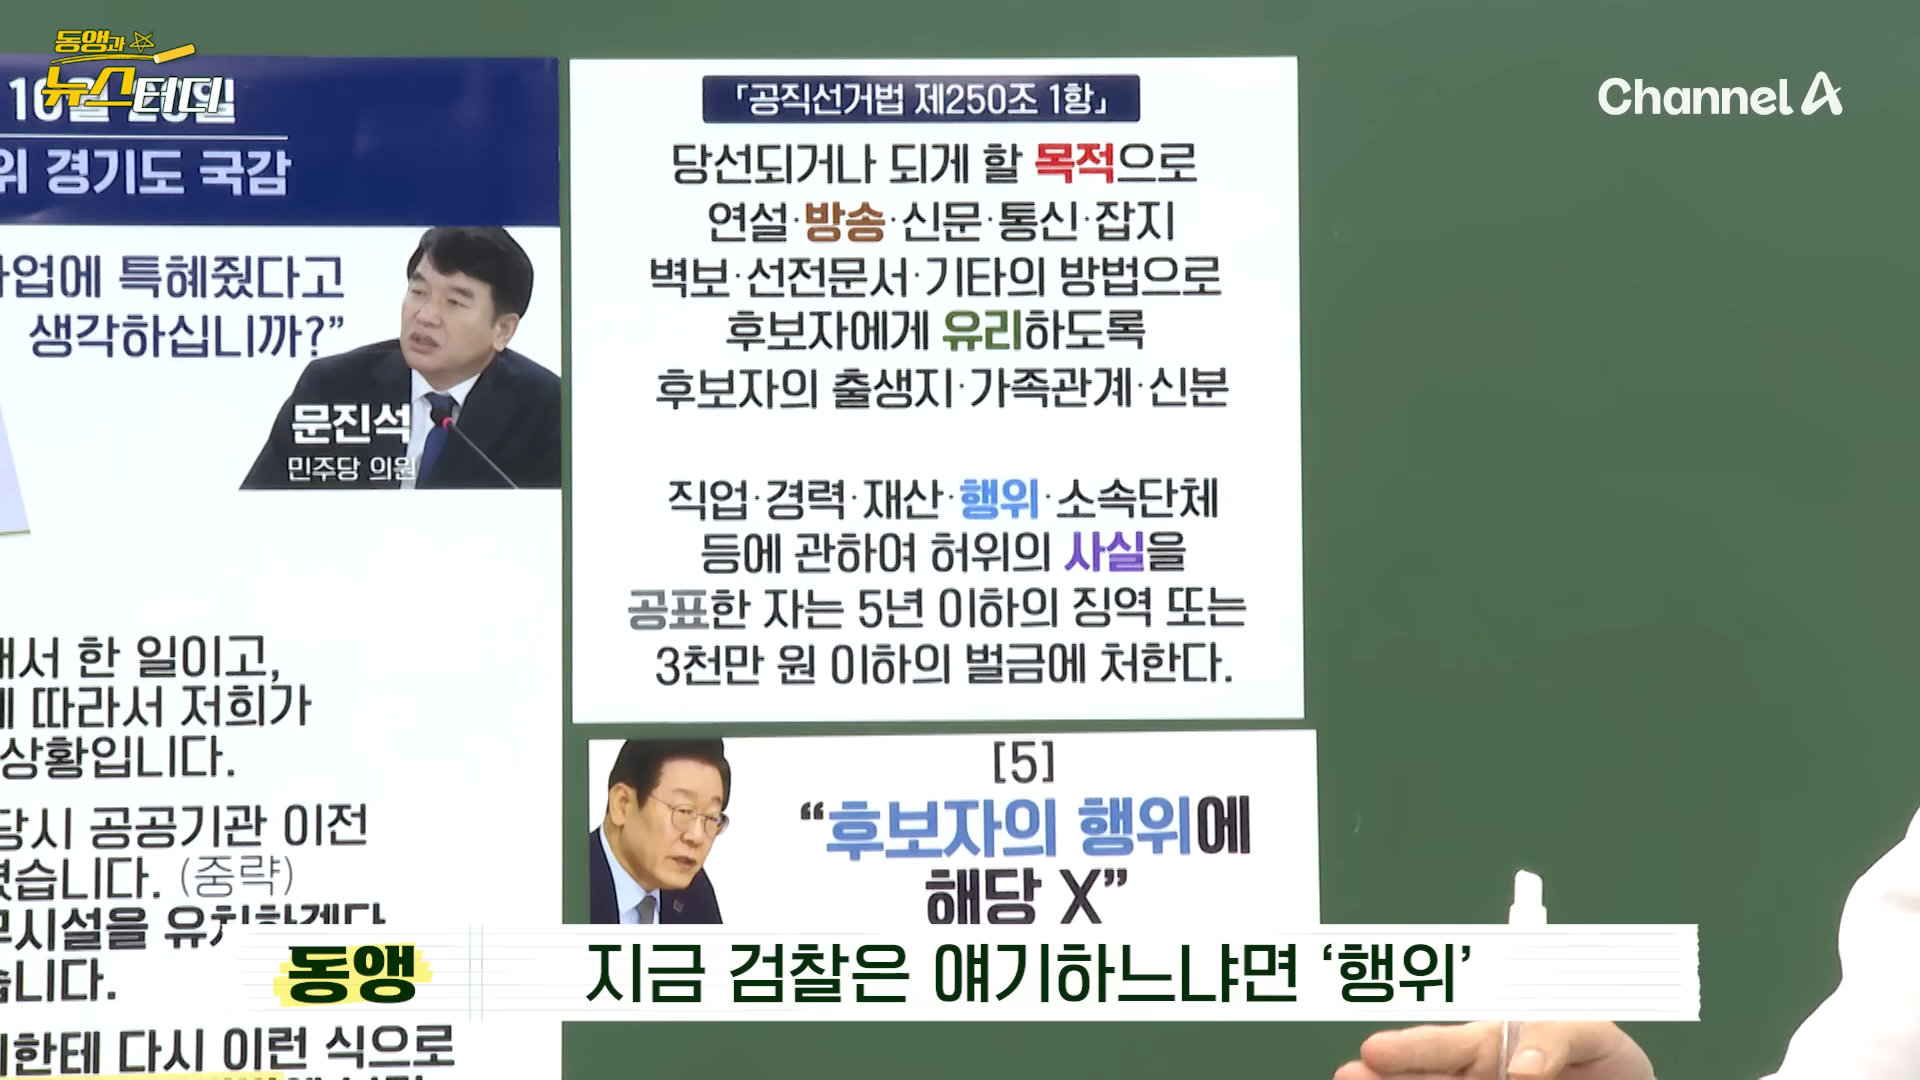 동앵과
뉴스터디
Channel A
위 경기도 국감
사업에 특혜줬다고
생각하십니까?”
문진석
민주당 의원
해서 한 일이고,
에 따라서 저희가
상황입니다.
당시 공공기관 이전
였습니다. (중략)
무시설을 유치하겠다
습니다.
한테 다시 이런 식으로
「공직선거법 제250조 1항」
당선되거나 되게 할 목적으로
연설·방송·신문·통신·잡지
벽보·선전문서·기타의 방법으로
후보자에게 유리하도록
후보자의 출생지·가족관계·신분
직업·경력·재산·행위·소속단체
등에 관하여 허위의 사실을
공표한 자는 5년 이하의 징역 또는
3천만 원 이하의 벌금에 처한다.
[5]
“후보자의 행위에
해당 X”
동앵 지금 검찰은 얘기하느냐면 ‘행위’